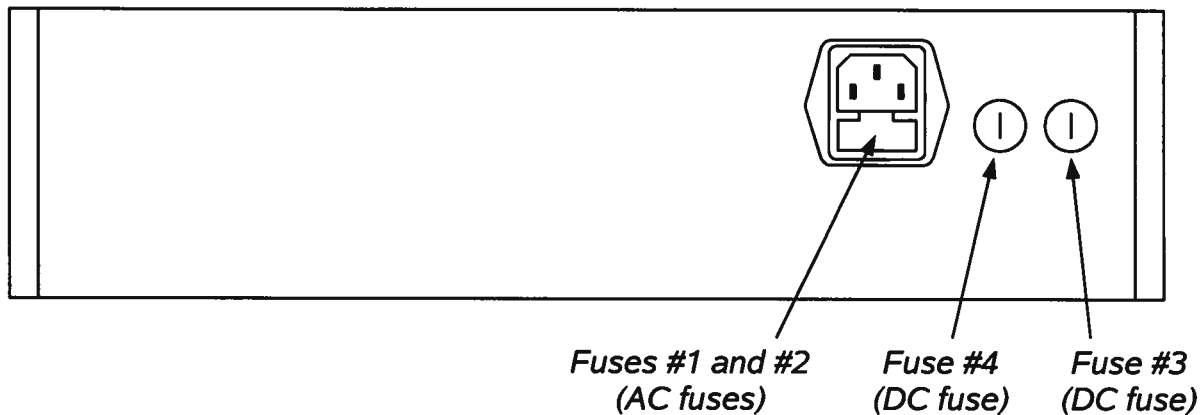 Fuses #1 and #2
(AC fuses)
Fuse #4
(DC fuse)
Fuse #3
(DC fuse)